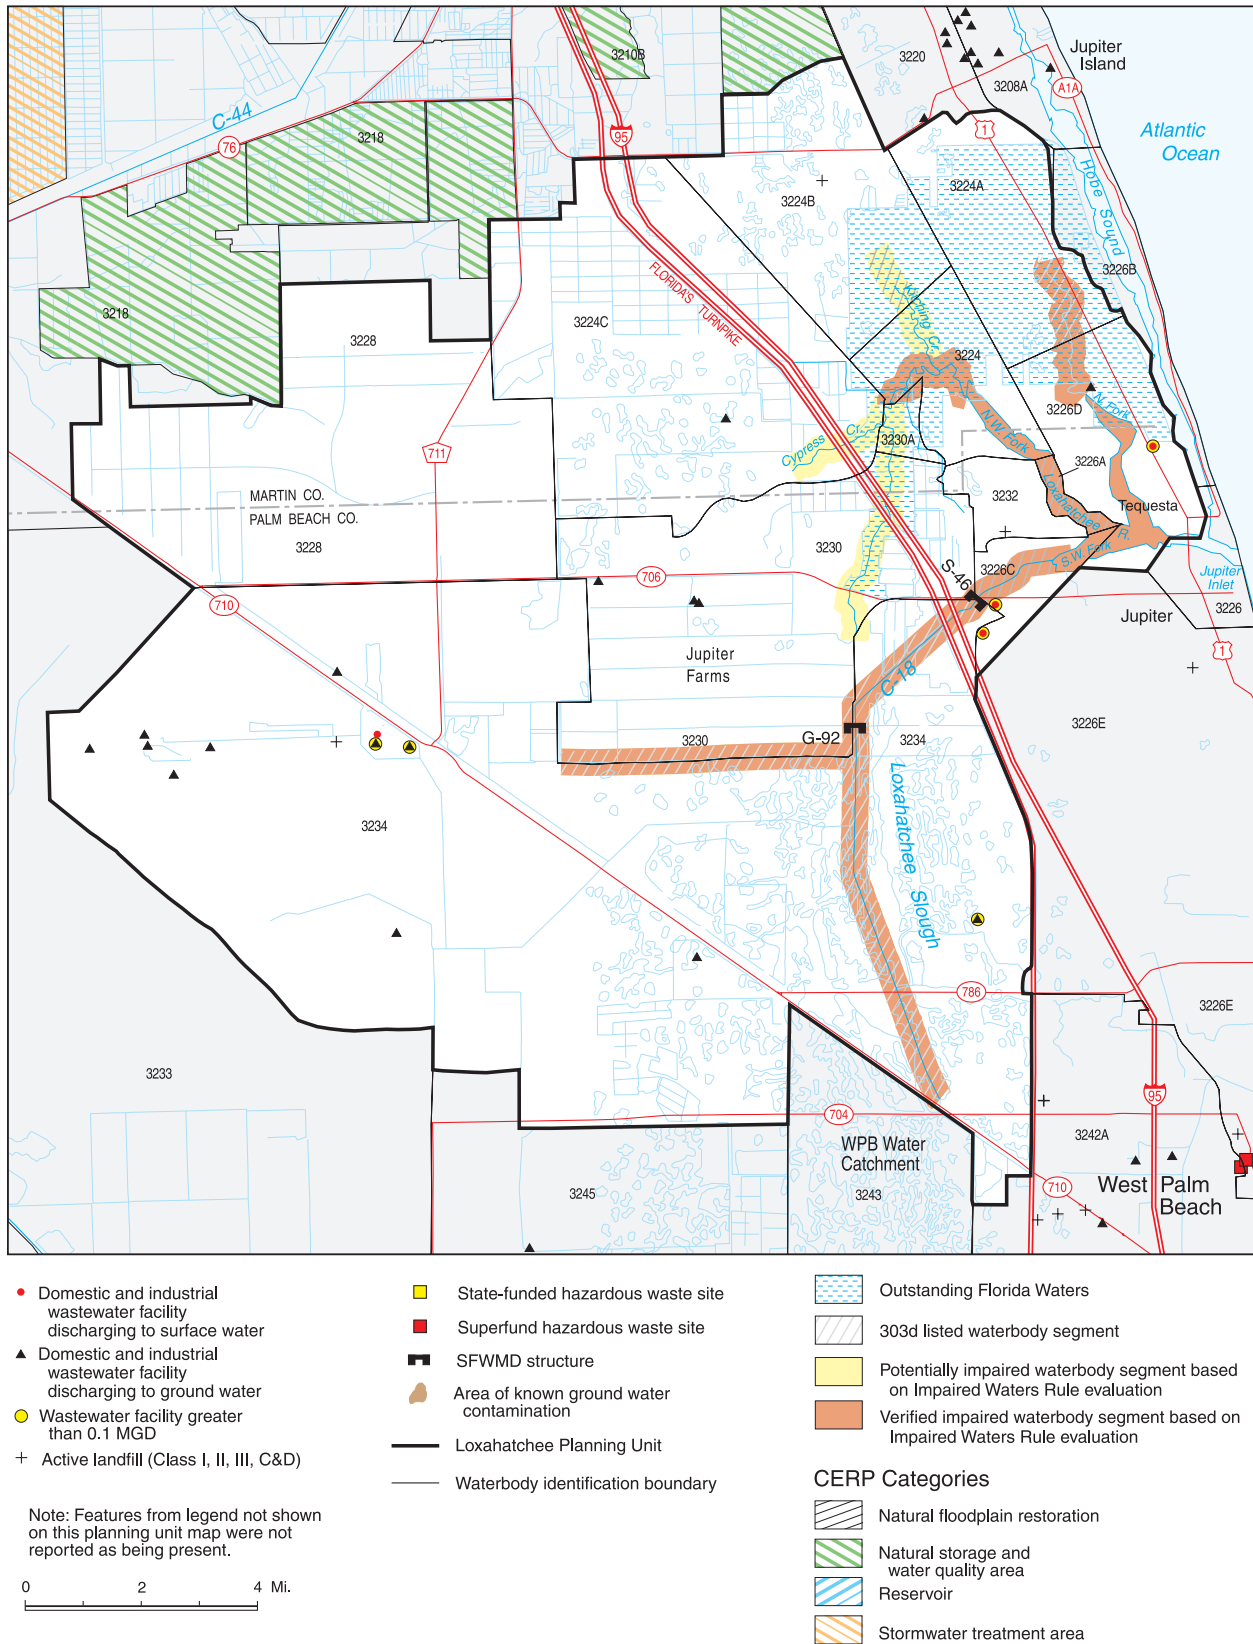 3210B
3220
Jupiter
Island
3208A
A1A
C-44
76
3218
95
1
Atlantic
Ocean
Hobe Sound
3224A
3224B
3226B
3218
3228
3224C
FLORIDA'S TURNPIKE
Kitching Cr.
3224
3226D
N. Fork
N.W. Fork
Cypress Cr.
3230A
3226A
711
MARTIN CO.
PALM BEACH CO.
3228
3232
Loxahatchee R.
Tequesta
3230
S-46
3226C
S.W. Fork
706
710
Jupiter
Inlet
3226
Jupiter
1
Jupiter
Farms
C-18
3226E
G-92
3230
3234
Loxahatchee Slough
3234
786
3226E
3233
704
95
3242A
WPB Water
Catchment
3245
3243
710
West Palm
Beach
Domestic and industrial
wastewater facility
discharging to surface water
Domestic and industrial
wastewater facility
discharging to ground water
Wastewater facility greater
than 0.1 MGD
Active landfill (Class I, II, III, C&D)
Note: Features from legend not shown
on this planning unit map were not
reported as being present.
0 2 4 Mi.
State-funded hazardous waste site
Superfund hazardous waste site
SFWMD structure
Area of known ground water
contamination
Loxahatchee Planning Unit
Waterbody identification boundary
Outstanding Florida Waters
303d listed waterbody segment
Potentially impaired waterbody segment based
on Impaired Waters Rule evaluation
Verified impaired waterbody segment based on
Impaired Waters Rule evaluation
CERP Categories
Natural floodplain restoration
Natural storage and
water quality area
Reservoir
Stormwater treatment area